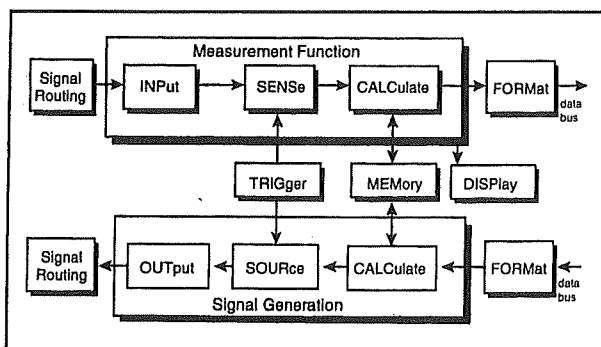 Measurement Function
Signal
Routing
INPut
SENSe
CALCulate
FORMat
data
bus
TRIGger
MEMory
DISPlay
Signal
Routing
OUTput
SOURce
CALCulate
FORMat
data
bus
Signal Generation